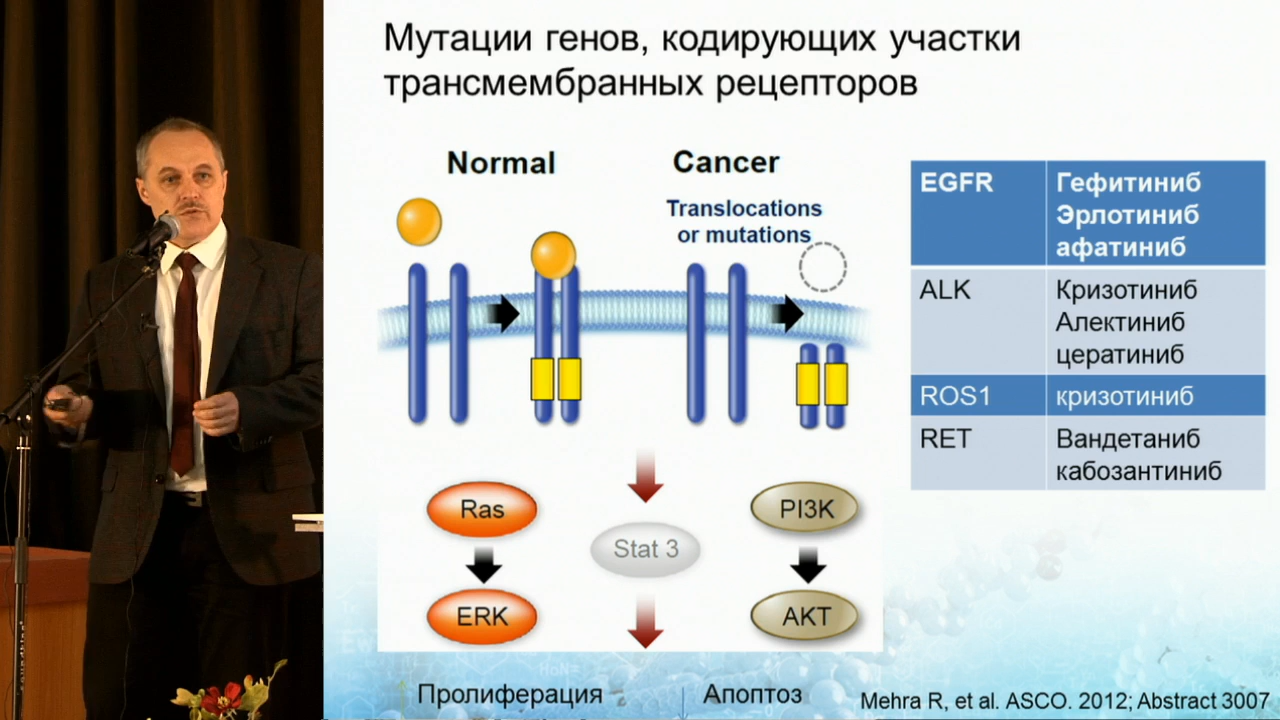 Мутации генов, кодирующих участки
трансмембранных рецепторов
Normal
Cancer
Translocations
or mutations
EGFR
Гефитиниб
Эрлотиниб
афатиниб
ALK
Кризотиниб
Алектиниб
цератиниб
ROS1
кризотиниб
RET
Вандетаниб
кабозантиниб
Ras
Stat 3
PI3K
ERK
AKT
Пролиферация
Апоптоз
Mehra R, et al. ASCO. 2012; Abstract 3007